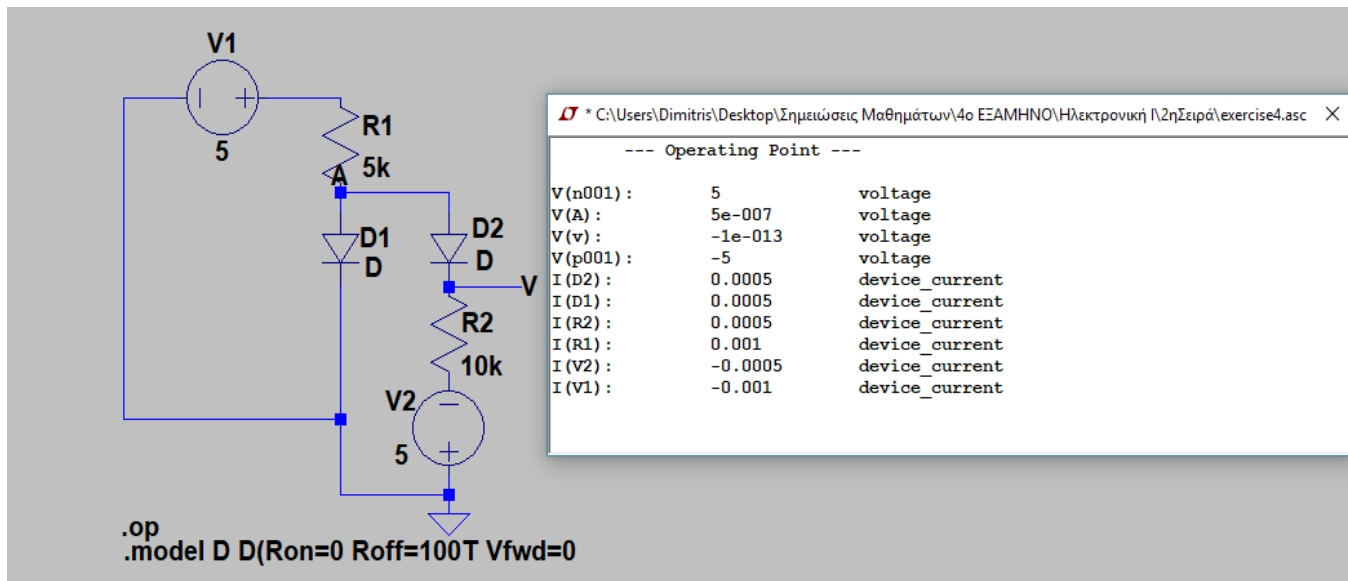 V1
5
R1
5k
A
D1
D
D2
D
V
R2
10k
V2
5
.op
.model D D(Ron=0 Roff=100T Vfwd=0
* C:\Users\Dimitris\Desktop\Σημειώσεις Μαθημάτων\4ο ΕΞΑΜΗΝΟ\Ηλεκτρονική Ι\2ηΣειρά\exercise4.asc
--- Operating Point ---
V(n001): 5 voltage
V(A): 5e-007 voltage
V(v): -1e-013 voltage
V(p001): -5 voltage
I(D2): 0.0005 device_current
I(D1): 0.0005 device_current
I(R2): 0.0005 device_current
I(R1): 0.001 device_current
I(V2): -0.0005 device_current
I(V1): -0.001 device_current